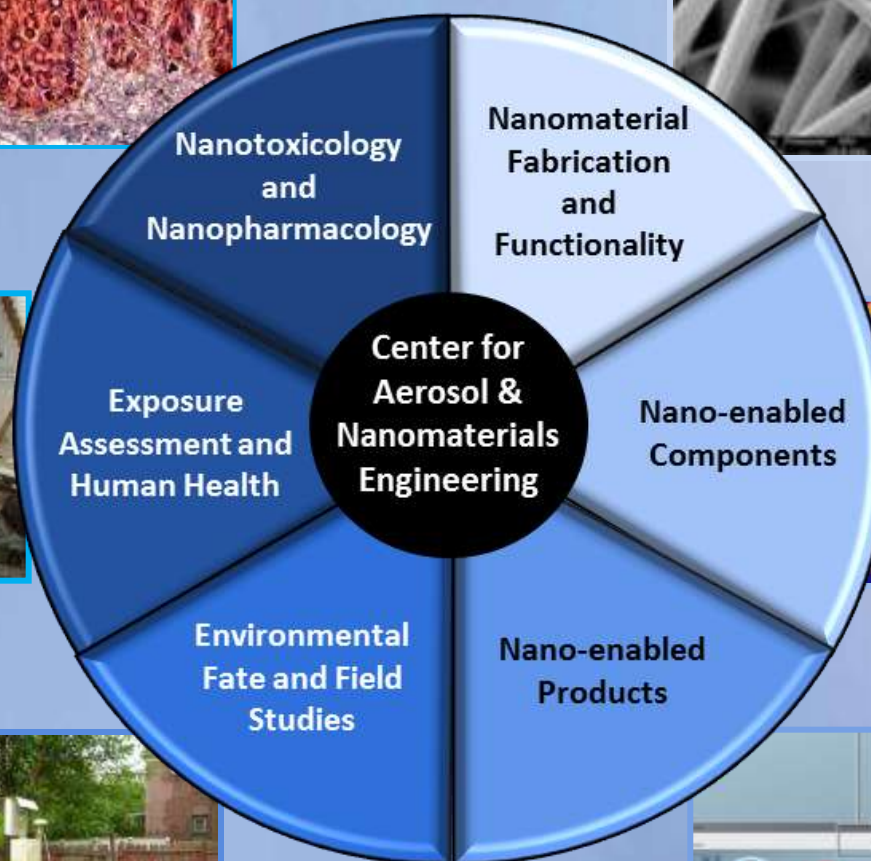 Nanotoxicology
and
Nanopharmacology
Nanomaterial
Fabrication
and
Functionality
Center for
Aerosol &
Nanomaterials
Engineering
Exposure
Assessment and
Human Health
Nano-enabled
Components
Environmental
Fate and Field
Studies
Nano-enabled
Products